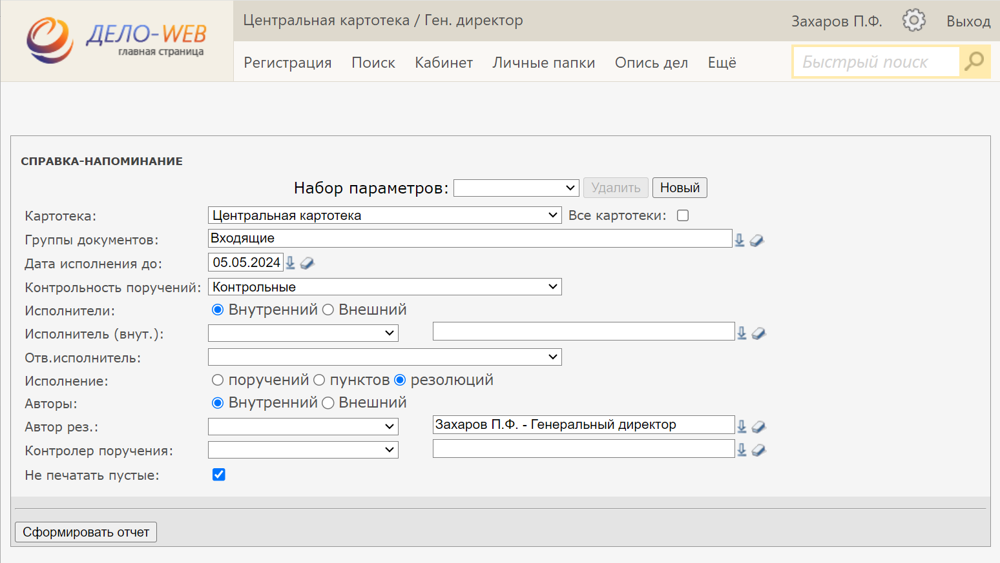 ДЕЛО-WEB
главная страница
Центральная картотека / Ген. директор
Захаров П.Ф.
Выход
Регистрация Поиск Кабинет Личные папки Опись дел Ещё
Быстрый поиск
СПРАВКА-НАПОМИНАНИЕ
Набор параметров: Удалить Новый
Картотека: Центральная картотека Все картотеки:
Группы документов: Входящие
Дата исполнения до: 05.05.2024
Контрольность поручений: Контрольные
Исполнители: Внутренний Внешний
Исполнитель (внут.):
Отв.исполнитель:
Исполнение: поручений пунктов резолюций
Авторы: Внутренний Внешний
Автор рез.: Захаров П.Ф. - Генеральный директор
Контролер поручения:
Не печатать пустые:
Сформировать отчет